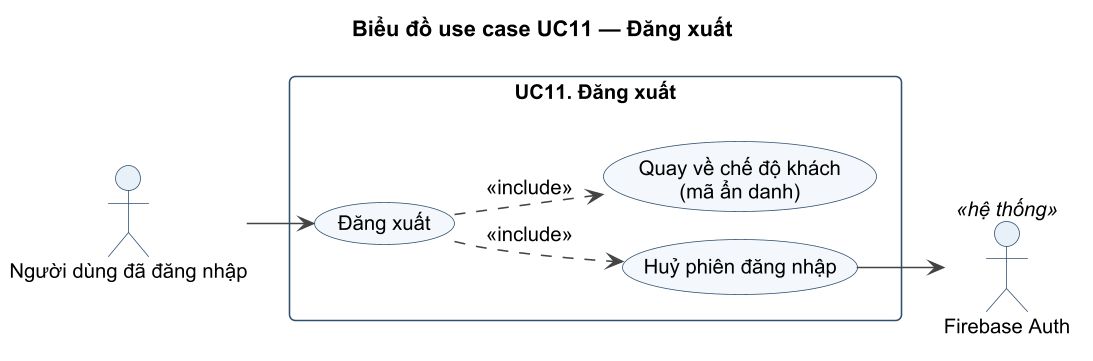 Biểu đồ use case UC11 — Đăng xuất
UC11. Đăng xuất
Quay về chế độ khách
(mã ẩn danh)
«include»
Đăng xuất
«include»
Huỷ phiên đăng nhập
Người dùng đã đăng nhập
«hệ thống»
Firebase Auth